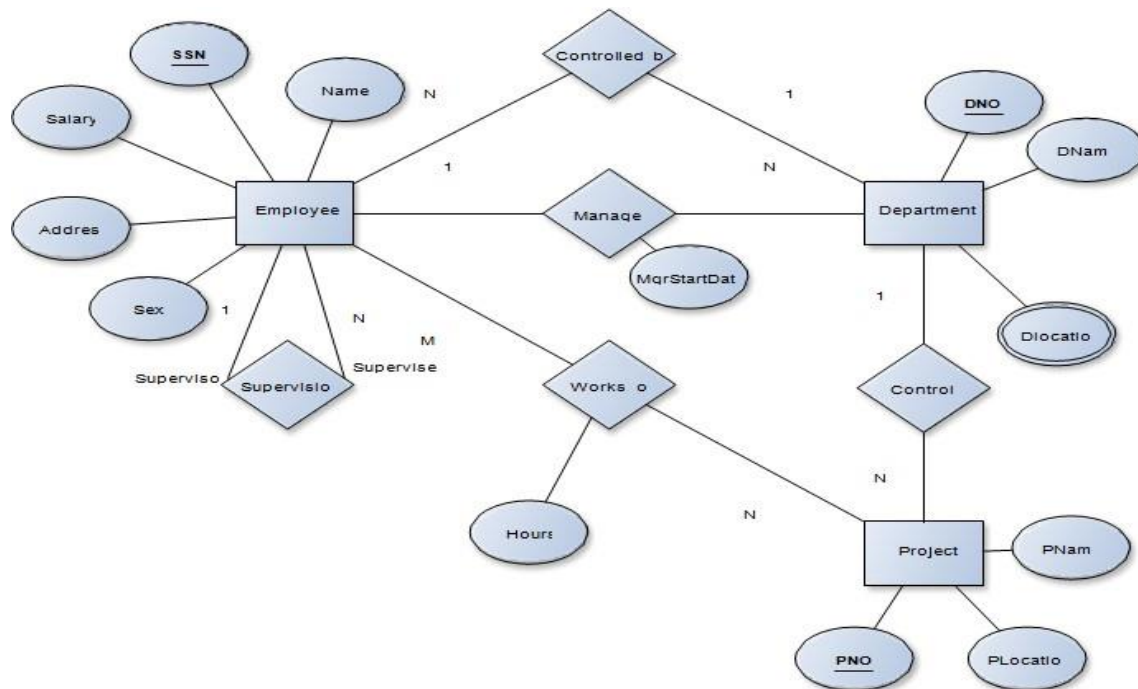 SSN
Controlled b
Name
N
1
DNO
Salary
DNam
1
N
Employee
Manage
Department
Addres
MgrStartDat
Sex
1
N
M
1
Dlocatio
Superviso
Supervisio
Supervise
Works o
Control
N
N
Hours
Project
PNam
PNO
PLocatio